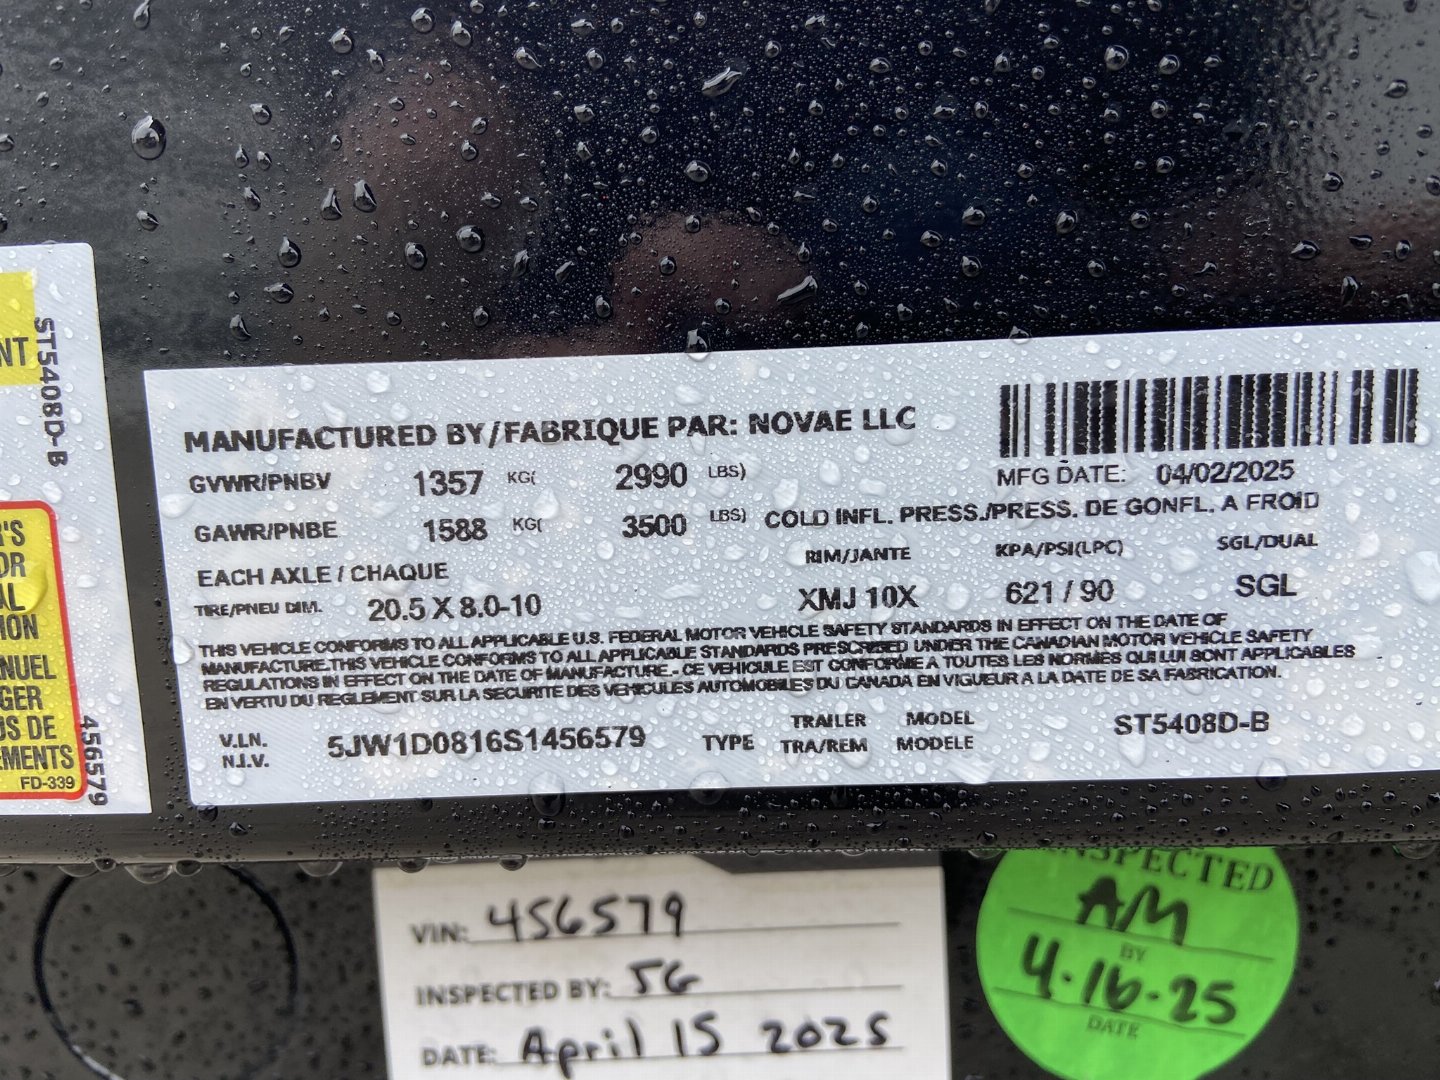 NT
ST5408D-B
R'S
OR
AL
ION
NUEL
GER
US DE
EMENTS
FD-339
456579
MANUFACTURED BY/FABRIQUE PAR: NOVAE LLC
GVWR/PNBV 1357 KG( 2990 LBS)
MFG DATE: 04/02/2025
GAWR/PNBE 1588 KG( 3500 LBS) COLD INFL. PRESS./PRESS. DE GONFL. A FROID
EACH AXLE / CHAQUE RIM/JANTE KPA/PSI(LPC) SGL/DUAL
TIRE/PNEU DIM. 20.5 X 8.0-10 XMJ 10X 621 / 90 SGL
THIS VEHICLE CONFORMS TO ALL APPLICABLE U.S. FEDERAL MOTOR VEHICLE SAFETY STANDARDS IN EFFECT ON THE DATE OF
MANUFACTURE.THIS VEHICLE CONFORMS TO ALL APPLICABLE STANDARDS PRESCRIBED UNDER THE CANADIAN MOTOR VEHICLE SAFETY
REGULATIONS IN EFFECT ON THE DATE OF MANUFACTURE.- CE VEHICULE EST CONFORME A TOUTES LES NORMES QUI LUI SONT APPLICABLES
EN VERTU DU REGLEMENT SUR LA SECURITE DES VEHICULES AUTOMOBILES DU CANADA EN VIGUEUR A LA DATE DE SA FABRICATION.
V.I.N. 5JW1D0816S1456579 TYPE TRAILER MODEL ST5408D-B
N.I.V. TRA/REM MODELE
VIN: 456579
INSPECTED BY: SG
DATE: April 15 2025
INSPECTED
AM
BY
4-16-25
DATE